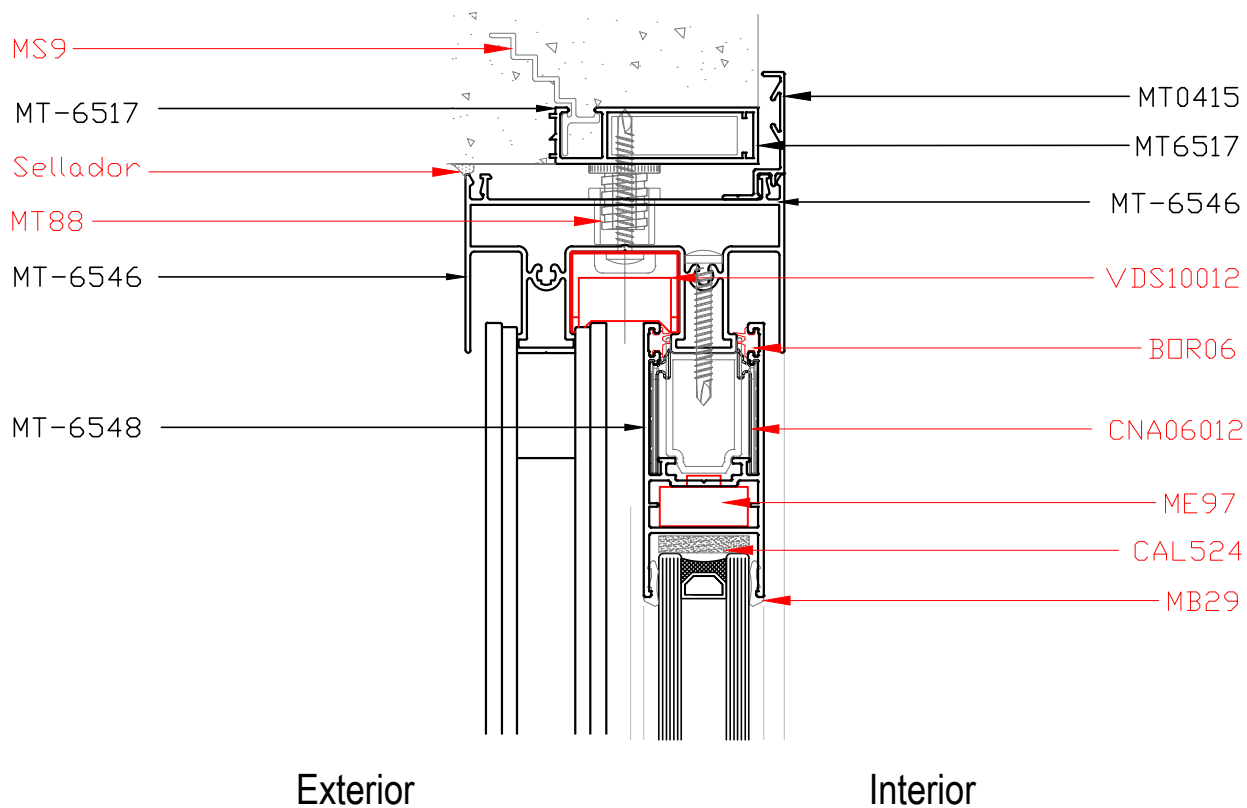 MS9
MT-6517
Sellador
MT88
MT-6546
MT-6548
MT0415
MT6517
MT-6546
VDS10012
BOR06
CNA06012
ME97
CAL524
MB29
Exterior
Interior